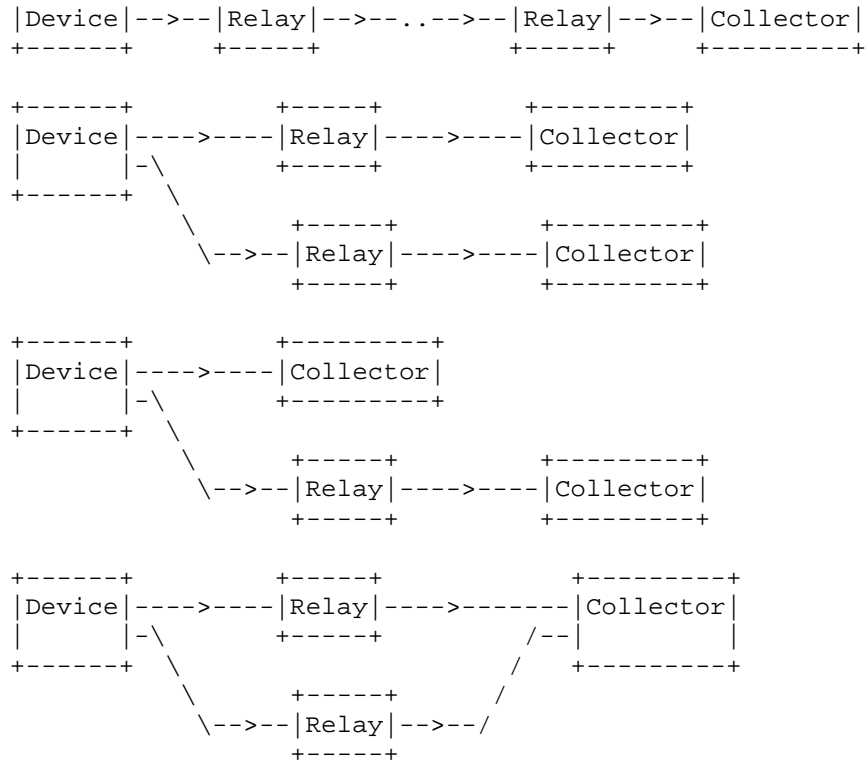 |Device|-->--|Relay|-->--..-->--|Relay|-->--|Collector|
+------+     +-----+            +-----+     +---------+

+------+         +-----+         +---------+
|Device|---->----|Relay|---->----|Collector|
|      |-\       +-----+         +---------+
+------+  \
           \      +-----+         +---------+
            \-->--|Relay|---->----|Collector|
                  +-----+         +---------+

+------+         +---------+
|Device|---->----|Collector|
|      |-\       +---------+
+------+  \
           \      +-----+         +---------+
            \-->--|Relay|---->----|Collector|
                  +-----+         +---------+

+------+         +-----+            +---------+
|Device|---->----|Relay|---->-------|Collector|
|      |-\       +-----+         /--|         |
+------+  \                     /   +---------+
           \      +-----+      /
            \-->--|Relay|-->--/
                  +-----+